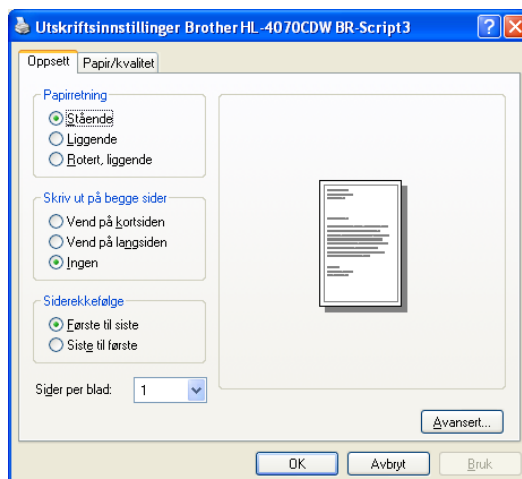 Utskriftsinnstillinger Brother HL-4070CDW BR-Script3
Oppsett Papir/kvalitet
Papirretning
Stående
Liggende
Rotert, liggende
Skriv ut på begge sider
Vend på kortsiden
Vend på langsiden
Ingen
Siderekkefølge
Første til siste
Siste til første
Sider per blad: 1
Avansert...
OK Avbryt Bruk